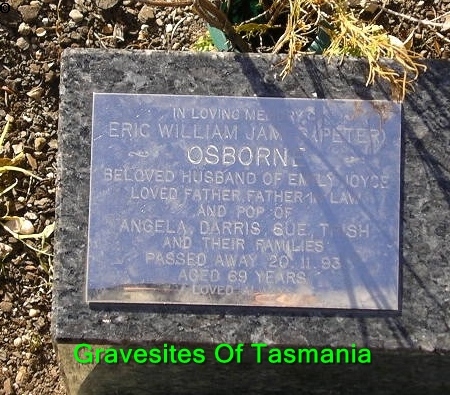 IN LOVING MEMORY O
ERIC WILLIAM JAMES (PETER)
OSBORNE
BELOVED HUSBAND OF EMILY JOYCE
LOVED FATHER, FATHER IN LAW
AND POP OF
ANGELA, DARRIS, SUE, TRISH
AND THEIR FAMILIES
PASSED AWAY 20.11.93
AGED 69 YEARS
LOVED
Gravesites Of Tasmania